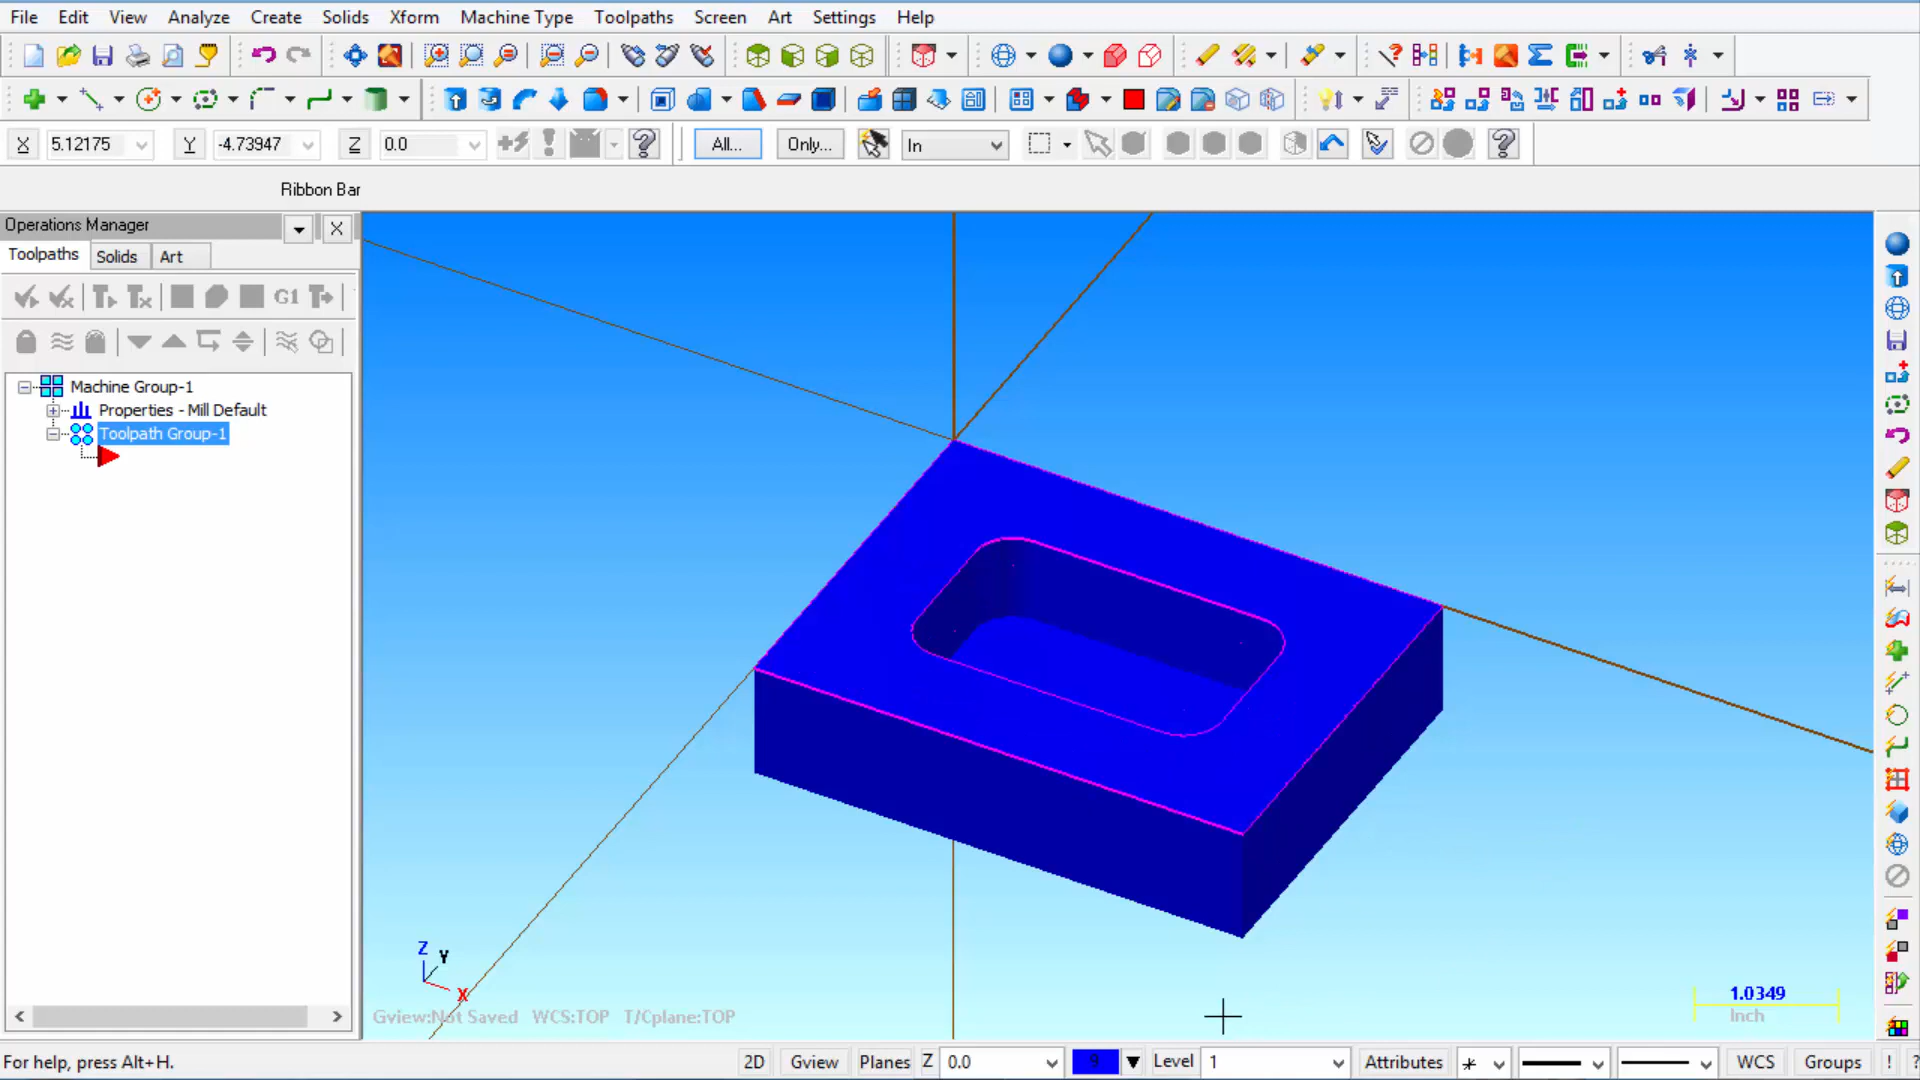 File Edit View Analyze Create Solids Xform Machine Type Toolpaths Screen Art Settings Help
X 5.12175 Y -4.73947 Z 0.0 All... Only... In
Ribbon Bar
Operations Manager X
Toolpaths Solids Art
G1
Machine Group-1
Properties - Mill Default
Toolpath Group-1
Z
Y
X
1.0349
Inch
Gview:Not Saved WCS:TOP T/Cplane:TOP
For help, press Alt+H. 2D Gview Planes Z 0.0 9 Level 1 Attributes WCS Groups ! ?